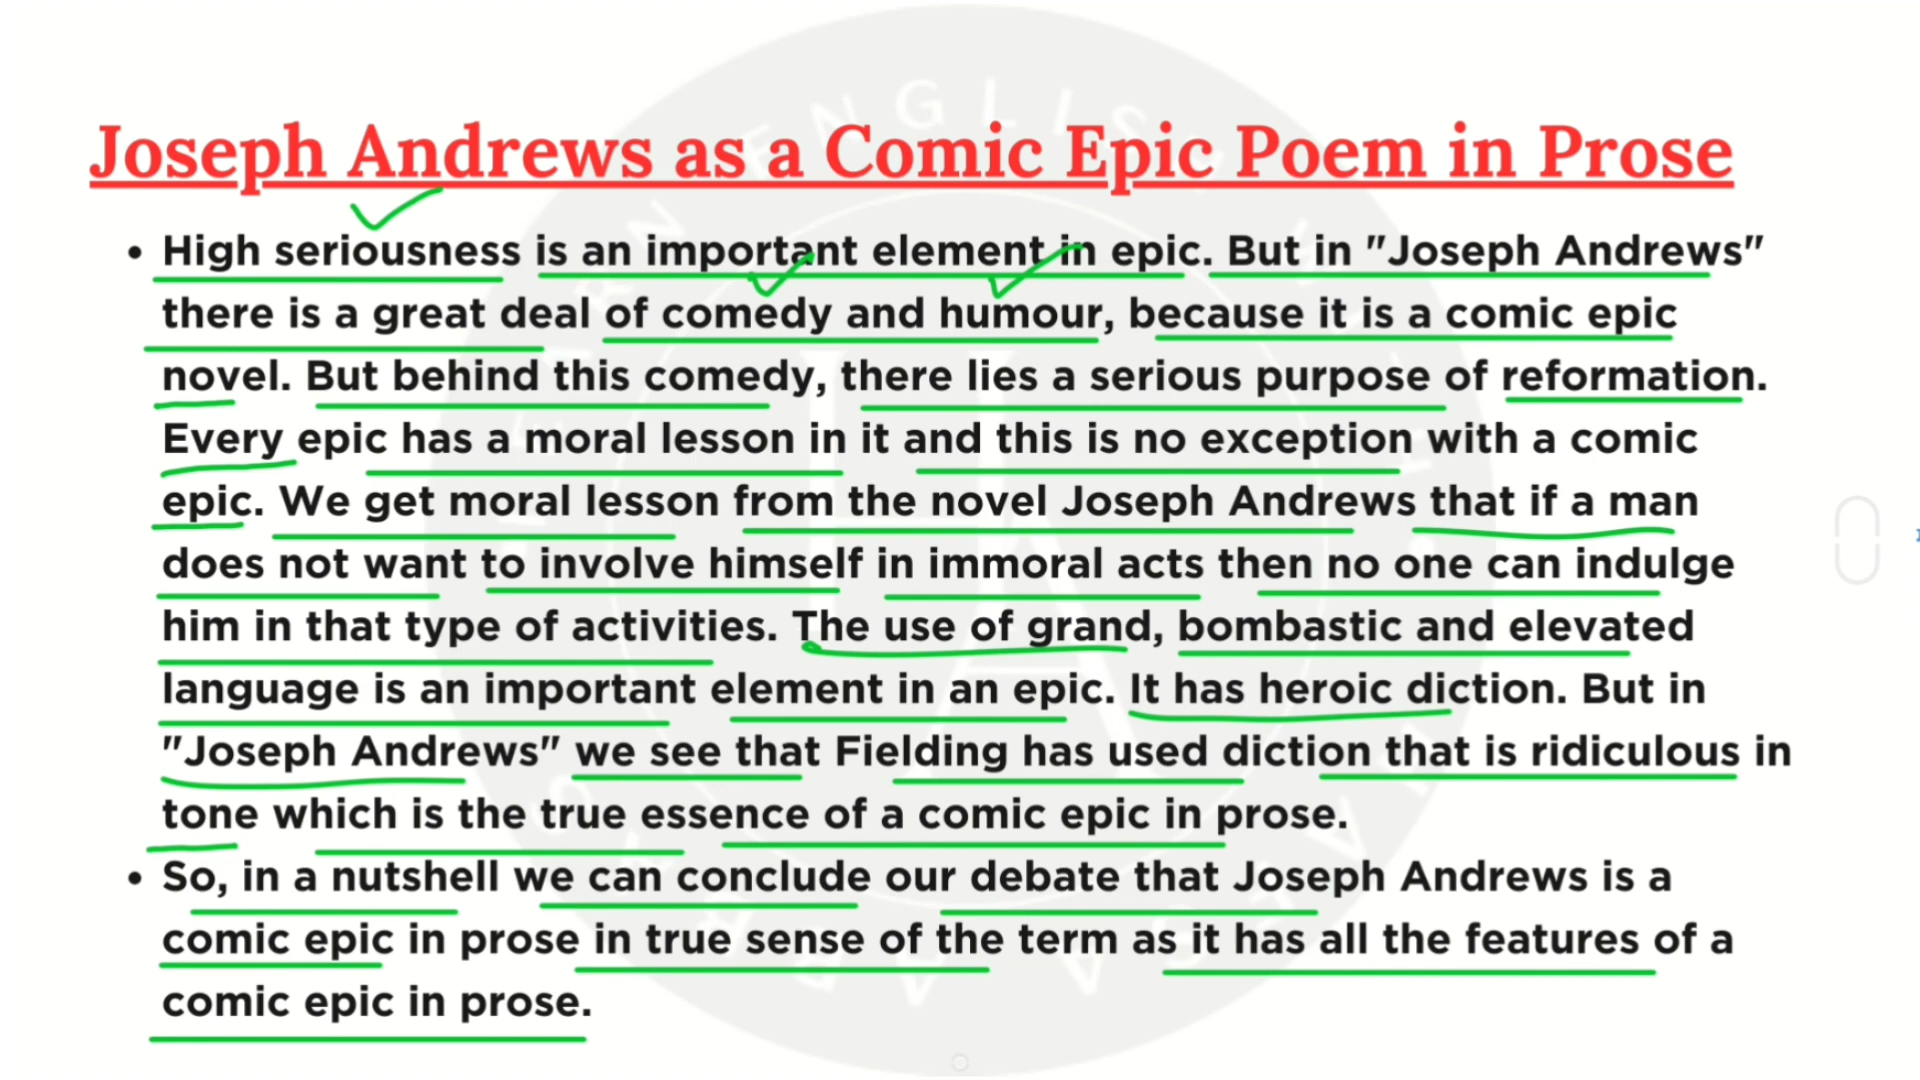 Joseph Andrews as a Comic Epic Poem in Prose
• High seriousness is an important element in epic. But in "Joseph Andrews"
there is a great deal of comedy and humour, because it is a comic epic
novel. But behind this comedy, there lies a serious purpose of reformation.
Every epic has a moral lesson in it and this is no exception with a comic
epic. We get moral lesson from the novel Joseph Andrews that if a man
does not want to involve himself in immoral acts then no one can indulge
him in that type of activities. The use of grand, bombastic and elevated
language is an important element in an epic. It has heroic diction. But in
"Joseph Andrews" we see that Fielding has used diction that is ridiculous in
tone which is the true essence of a comic epic in prose.
• So, in a nutshell we can conclude our debate that Joseph Andrews is a
comic epic in prose in true sense of the term as it has all the features of a
comic epic in prose.